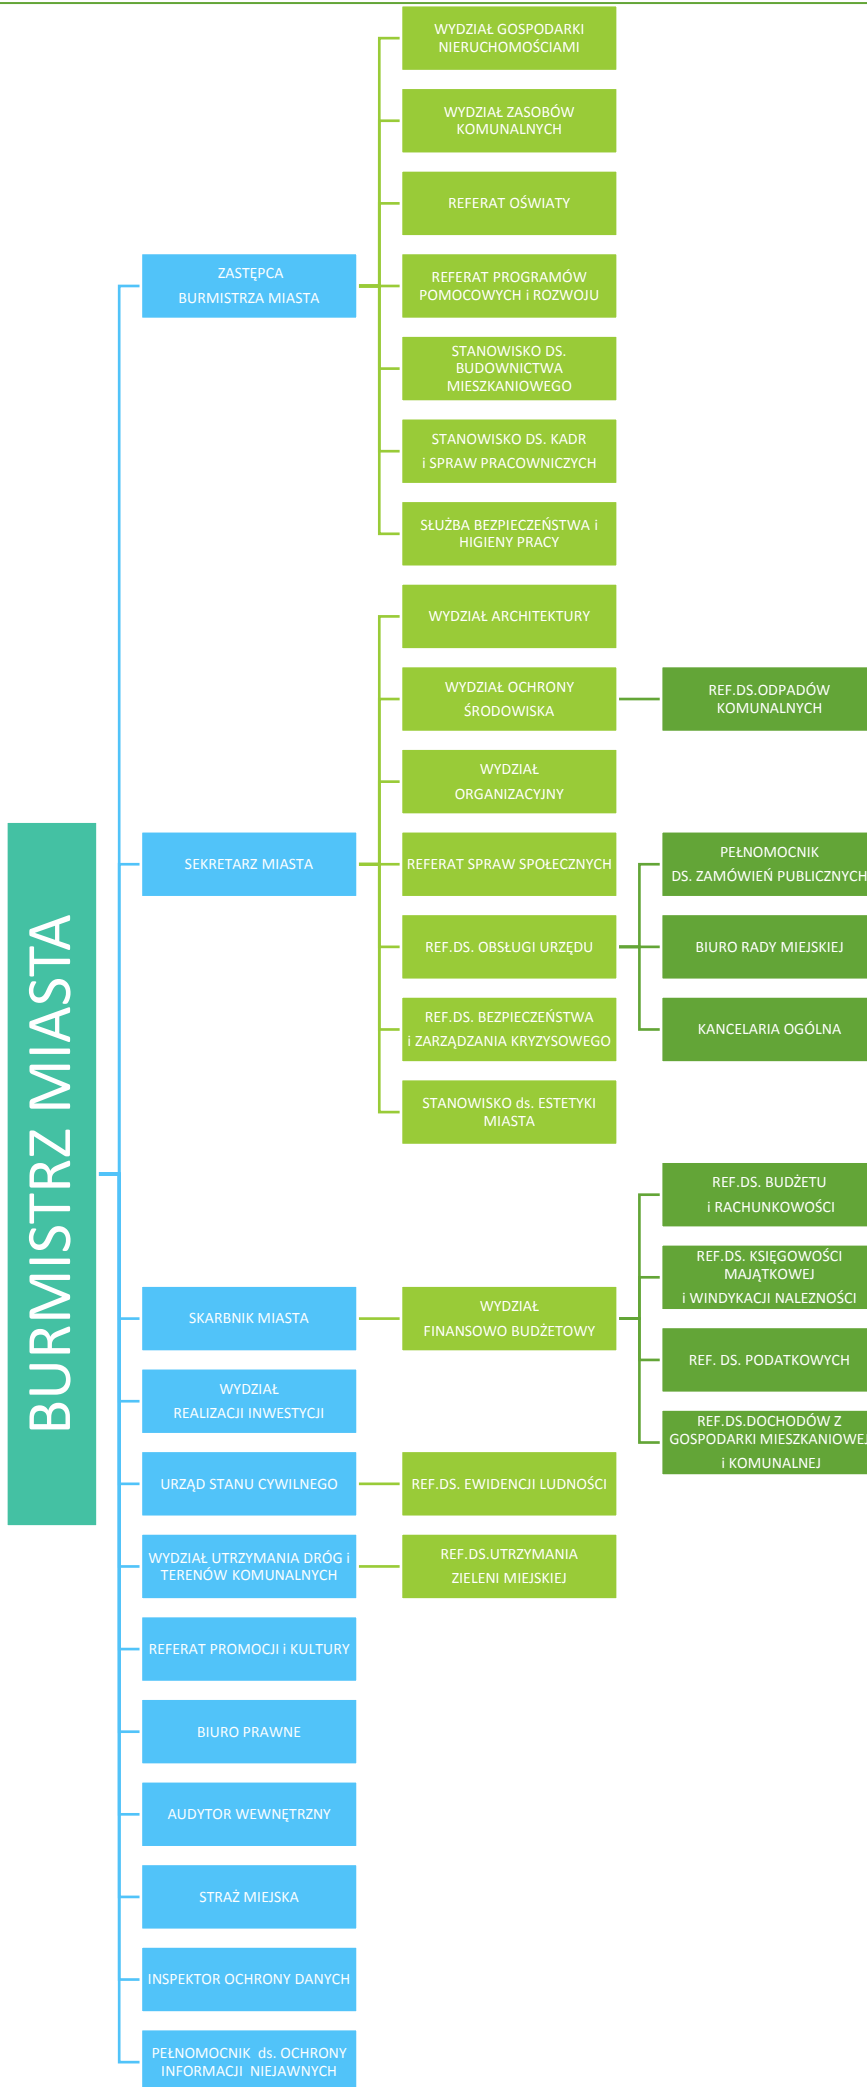 BURMISTRZ MIASTA
ZASTĘPCA
BURMISTRZA MIASTA
WYDZIAŁ GOSPODARKI
NIERUCHOMOŚCIAMI
WYDZIAŁ ZASOBÓW
KOMUNALNYCH
REFERAT OŚWIATY
REFERAT PROGRAMÓW
POMOCOWYCH i ROZWOJU
STANOWISKO DS.
BUDOWNICTWA
MIESZKANIOWEGO
STANOWISKO DS. KADR
i SPRAW PRACOWNICZYCH
SŁUŻBA BEZPIECZEŃSTWA i
HIGIENY PRACY
SEKRETARZ MIASTA
WYDZIAŁ ARCHITEKTURY
WYDZIAŁ OCHRONY
ŚRODOWISKA
REF.DS.ODPADÓW
KOMUNALNYCH
WYDZIAŁ
ORGANIZACYJNY
REFERAT SPRAW SPOŁECZNYCH
REF.DS. OBSŁUGI URZĘDU
PEŁNOMOCNIK
DS. ZAMÓWIEŃ PUBLICZNYCH
BIURO RADY MIEJSKIEJ
KANCELARIA OGÓLNA
REF.DS. BEZPIECZEŃSTWA
i ZARZĄDZANIA KRYZYSOWEGO
STANOWISKO ds. ESTETYKI
MIASTA
SKARBNIK MIASTA
WYDZIAŁ
FINANSOWO BUDŻETOWY
REF.DS. BUDŻETU
i RACHUNKOWOŚCI
REF.DS. KSIĘGOWOŚCI
MAJĄTKOWEJ
i WINDYKACJI NALEZNOŚCI
REF. DS. PODATKOWYCH
REF.DS.DOCHODÓW Z
GOSPODARKI MIESZKANIOWEJ
i KOMUNALNEJ
WYDZIAŁ
REALIZACJI INWESTYCJI
URZĄD STANU CYWILNEGO
REF.DS. EWIDENCJI LUDNOŚCI
WYDZIAŁ UTRZYMANIA DRÓG i
TERENÓW KOMUNALNYCH
REF.DS.UTRZYMANIA
ZIELENI MIEJSKIEJ
REFERAT PROMOCJI i KULTURY
BIURO PRAWNE
AUDYTOR WEWNĘTRZNY
STRAŻ MIEJSKA
INSPEKTOR OCHRONY DANYCH
PEŁNOMOCNIK ds. OCHRONY
INFORMACJI NIEJAWNYCH